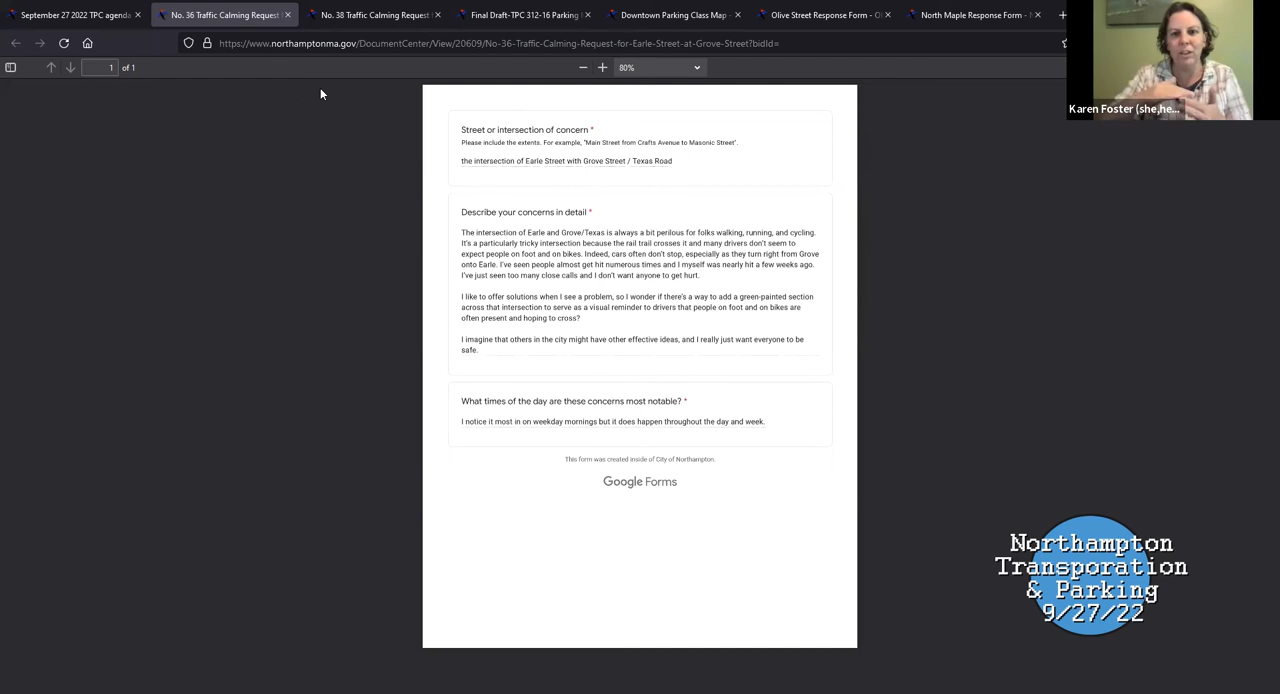 September 27 2022 TPC agenda
No. 36 Traffic Calming Request
No. 38 Traffic Calming Request
Final Draft-TPC 312-16 Parking
Downtown Parking Class Map -
Olive Street Response Form -
North Maple Response Form -
https://www.northamptonma.gov/DocumentCenter/View/20609/No-36-Traffic-Calming-Request-for-Earle-Street-at-Grove-Street?bidId=
1 of 1
80%
Karen Foster (she,he...
Street or intersection of concern *
Please include the extents. For example, "Main Street from Crafts Avenue to Masonic Street".
the intersection of Earle Street with Grove Street / Texas Road
Describe your concerns in detail *
The intersection of Earle and Grove/Texas is always a bit perilous for folks walking, running, and cycling.
It's a particularly tricky intersection because the rail trail crosses it and many drivers don't seem to
expect people on foot and on bikes. Indeed, cars often don't stop, especially as they turn right from Grove
onto Earle. I've seen people almost get hit numerous times and I myself was nearly hit a few weeks ago.
I've just seen too many close calls and I don't want anyone to get hurt.
I like to offer solutions when I see a problem, so I wonder if there's a way to add a green-painted section
across that intersection to serve as a visual reminder to drivers that people on foot and on bikes are
often present and hoping to cross?
I imagine that others in the city might have other effective ideas, and I really just want everyone to be
safe.
What times of the day are these concerns most notable? *
I notice it most in on weekday mornings but it does happen throughout the day and week.
This form was created inside of City of Northampton.
Google Forms
Northampton
Transporation
& Parking
9/27/22